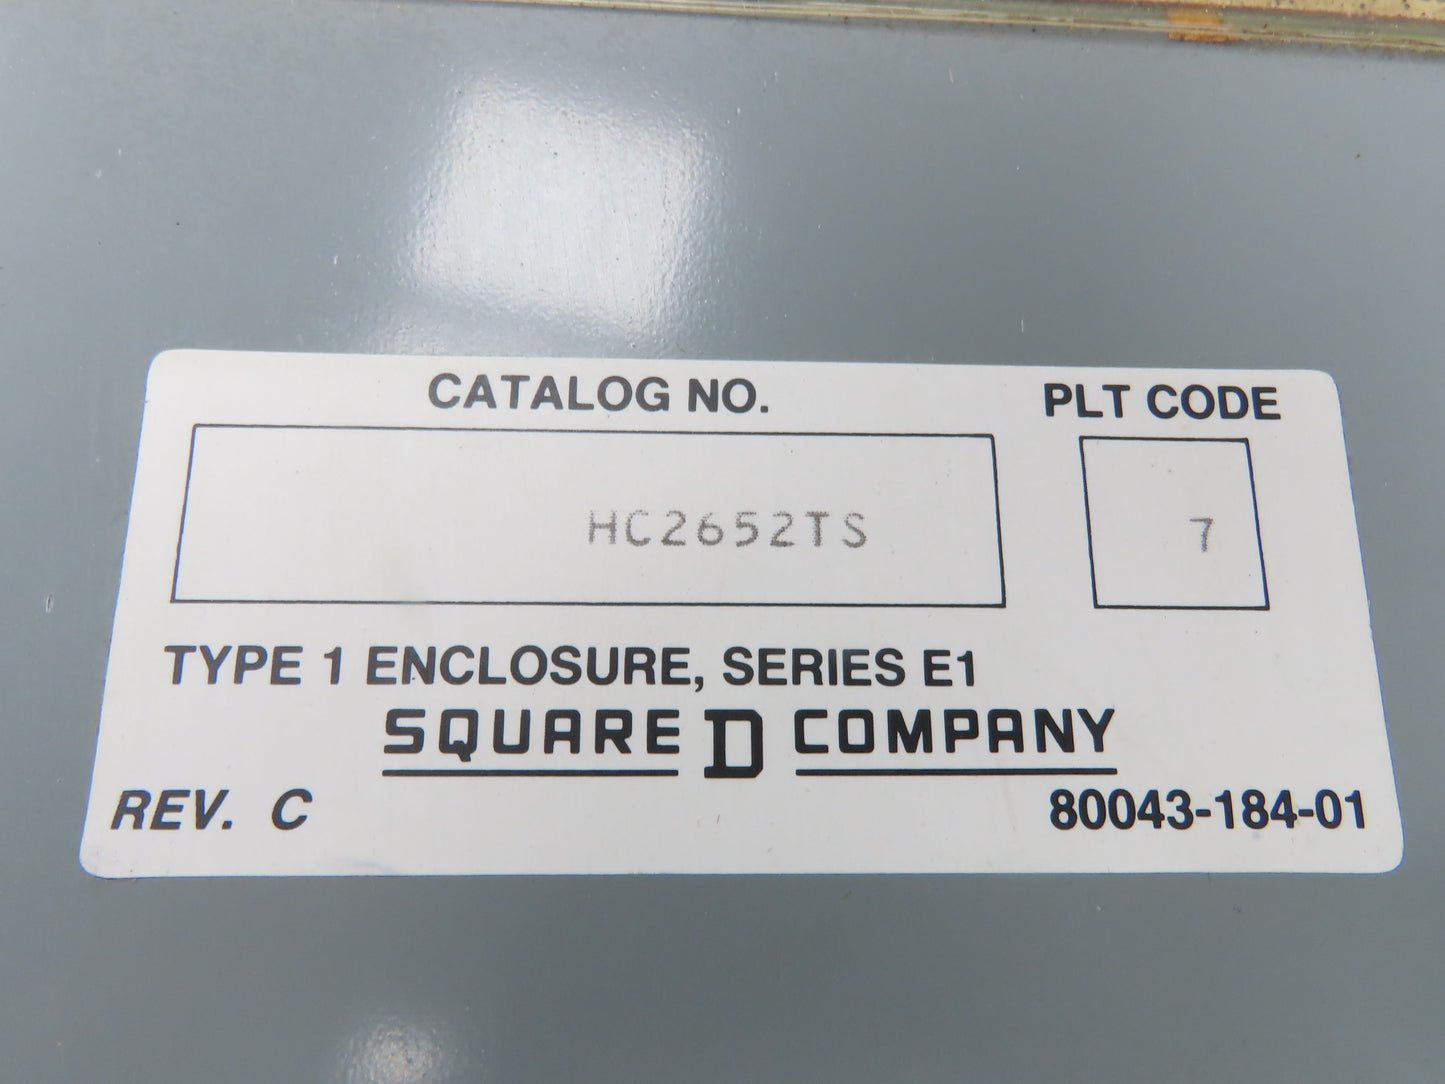 CATALOG NO. PLT CODE
HC2652TS 7
TYPE 1 ENCLOSURE, SERIES E1
SQUARE D COMPANY
REV. C 80043-184-01